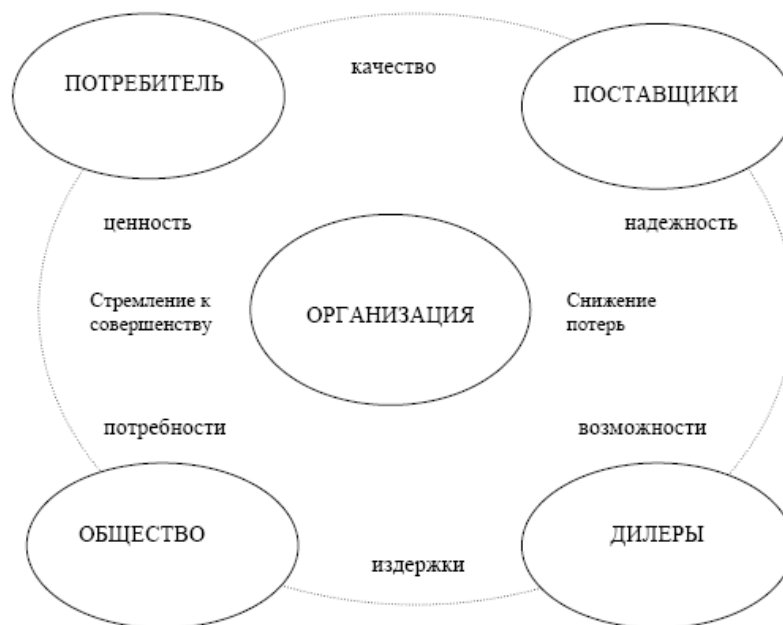 ПОТРЕБИТЕЛЬ
качество
ПОСТАВЩИКИ
ценность
надежность
Стремление к
совершенству
ОРГАНИЗАЦИЯ
Снижение
потерь
потребности
возможности
ОБЩЕСТВО
ДИЛЕРЫ
издержки